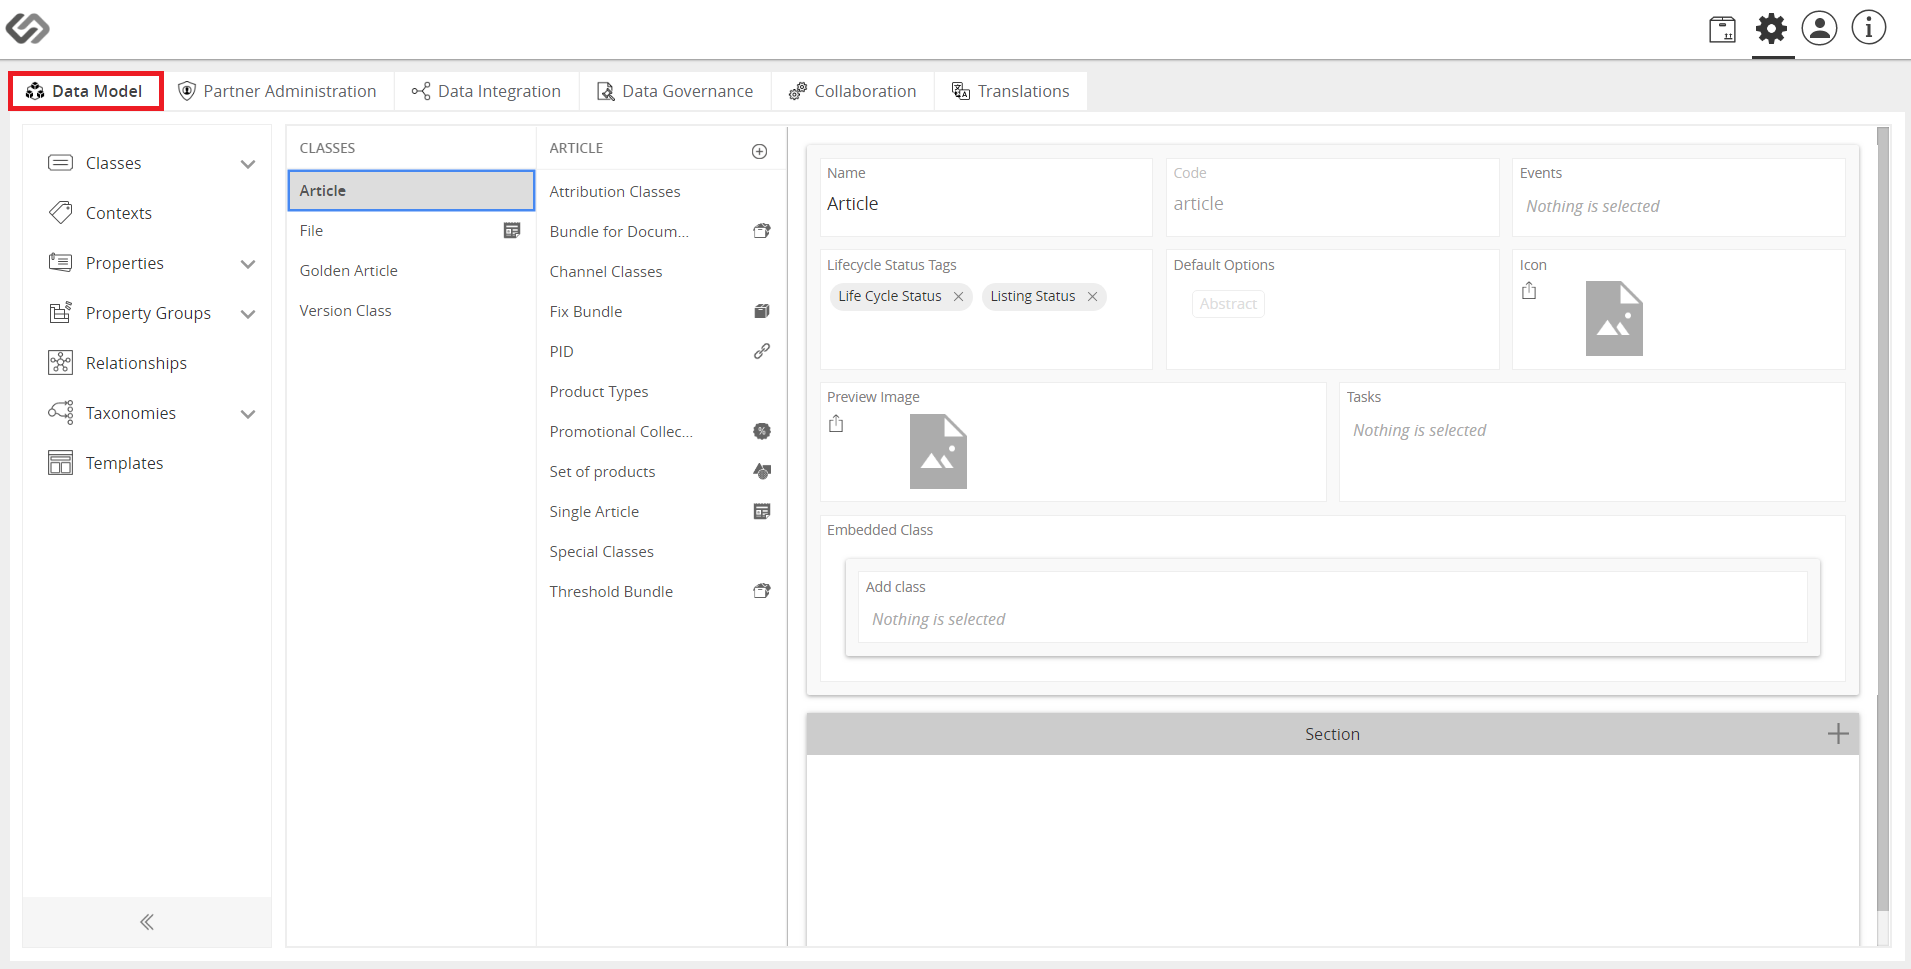 Data Model
Partner Administration
Data Integration
Data Governance
Collaboration
Translations
Classes
Contexts
Properties
Property Groups
Relationships
Taxonomies
Templates
CLASSES
Article
File
Golden Article
Version Class
ARTICLE
Attribution Classes
Bundle for Docum...
Channel Classes
Fix Bundle
PID
Product Types
Promotional Collec...
Set of products
Single Article
Special Classes
Threshold Bundle
Name
Article
Code
article
Events
Nothing is selected
Lifecycle Status Tags
Life Cycle Status
Listing Status
Default Options
Abstract
Icon
Preview Image
Tasks
Nothing is selected
Embedded Class
Add class
Nothing is selected
Section